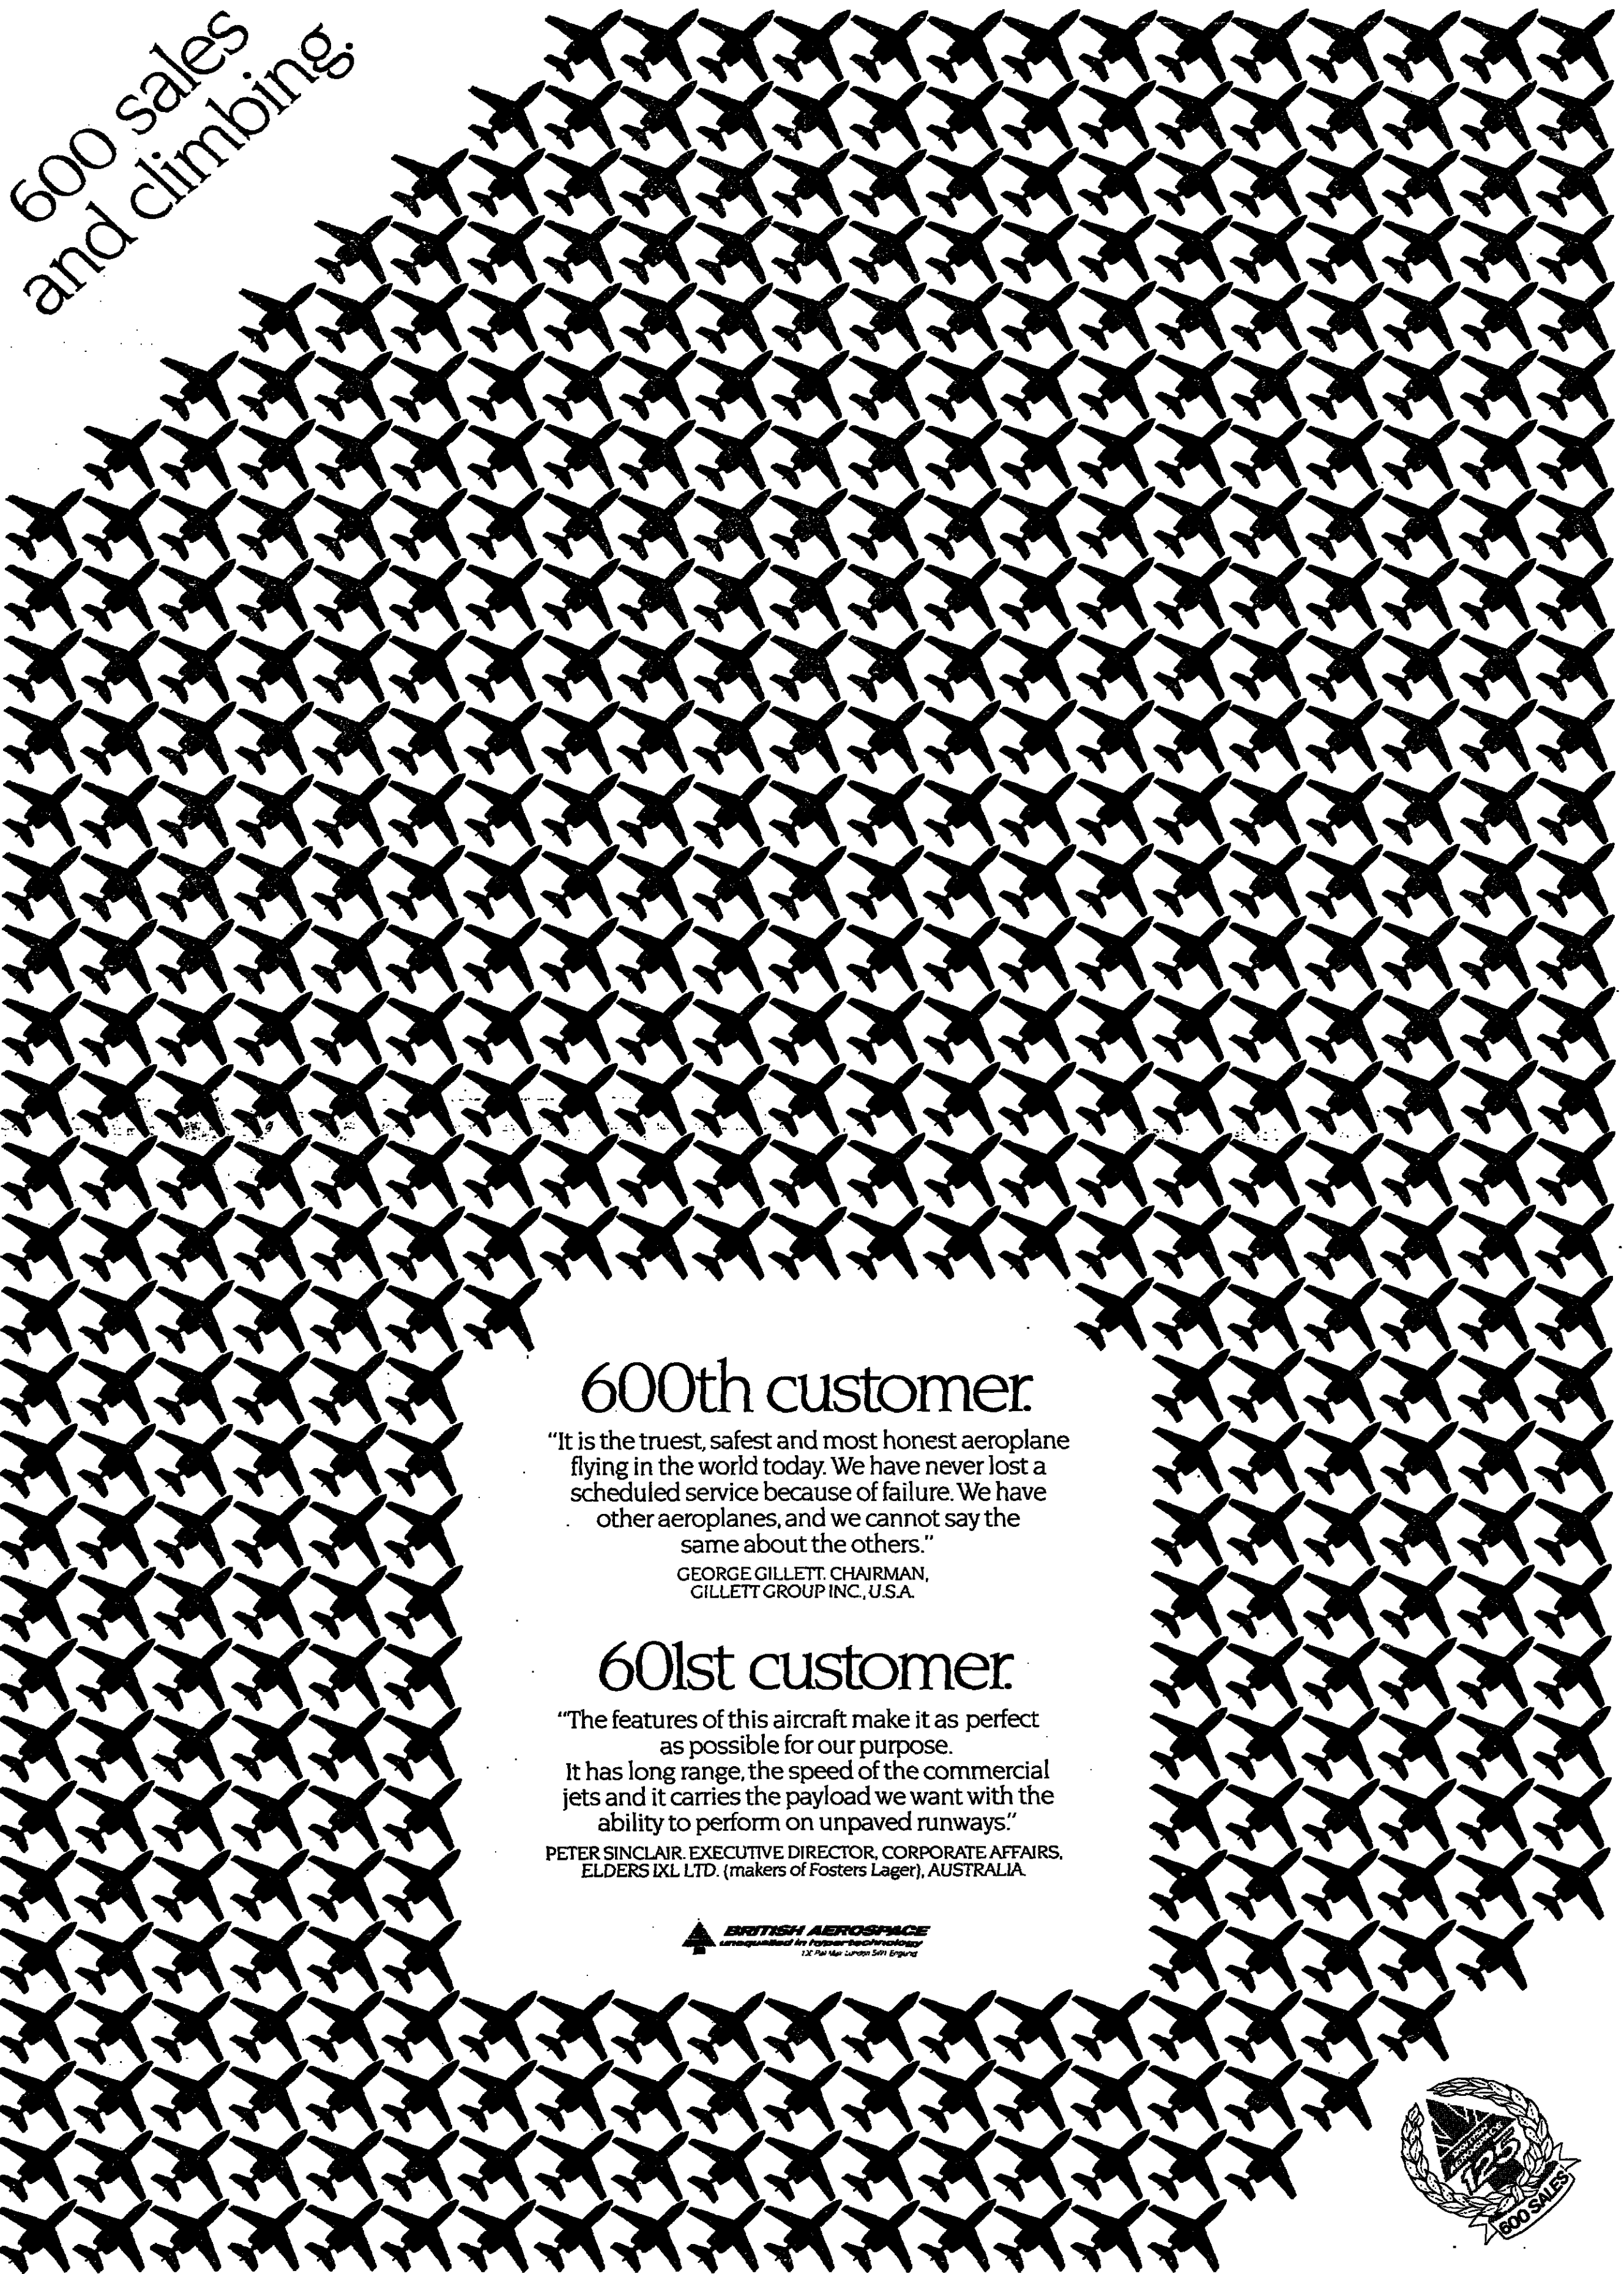 600 sales
and climbing.
600th customer.
“It is the truest, safest and most honest aeroplane
flying in the world today. We have never lost a
scheduled service because of failure. We have
other aeroplanes, and we cannot say the
same about the others.”
GEORGE GILLETT. CHAIRMAN,
GILLETT GROUP INC., U.S.A.
601st customer.
“The features of this aircraft make it as perfect
as possible for our purpose.
It has long range, the speed of the commercial
jets and it carries the payload we want with the
ability to perform on unpaved runways.”
PETER SINCLAIR. EXECUTIVE DIRECTOR, CORPORATE AFFAIRS,
ELDERS IXL LTD. (makers of Fosters Lager), AUSTRALIA.
BRITISH AEROSPACE
unequalled in hypertechnology
London England
125
600 SALES